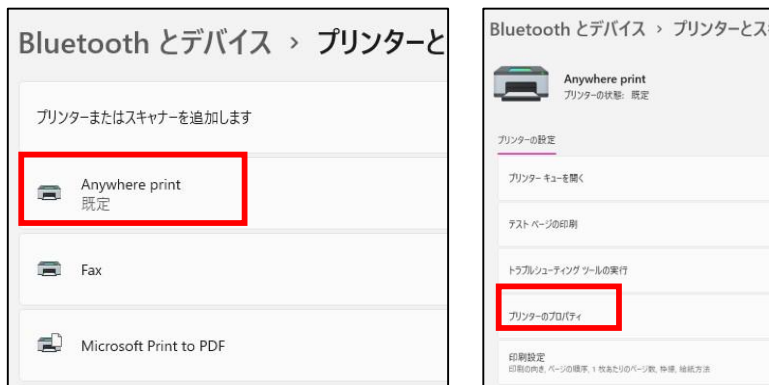 Bluetooth とデバイス › プリンターと
プリンターまたはスキャナーを追加します
Anywhere print
既定
Fax
Microsoft Print to PDF
Bluetooth とデバイス › プリンターとス
Anywhere print
プリンターの状態: 既定
プリンターの設定
プリンター キューを開く
テスト ページの印刷
トラブルシューティング ツールの実行
プリンターのプロパティ
印刷設定
印刷の向き, ページの順序, 1 枚あたりのページ数, 枠線, 給紙方法